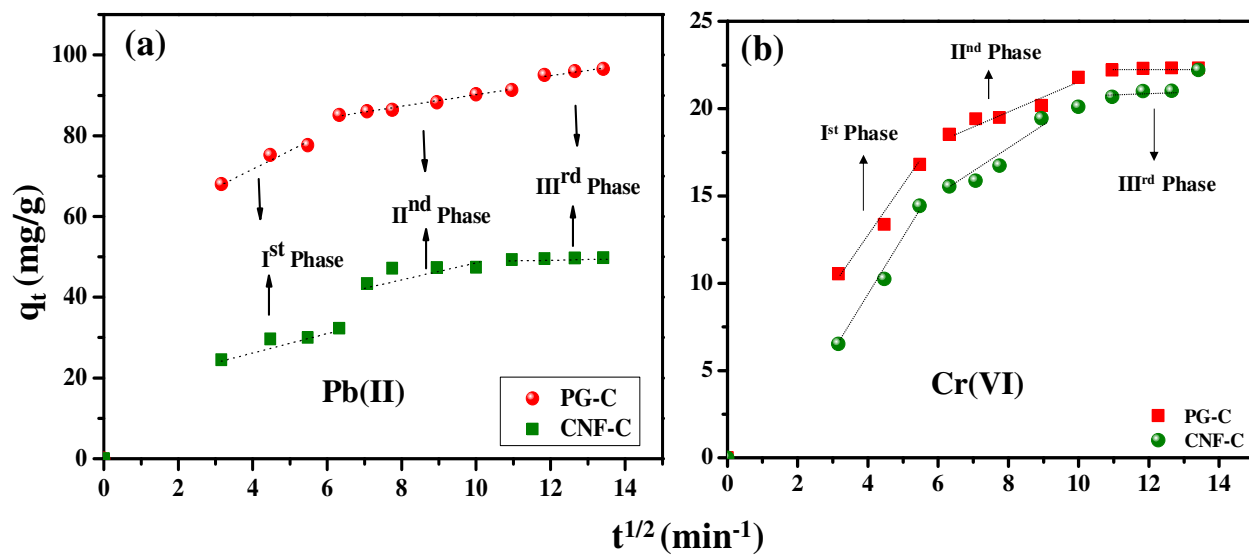 (a)
100
80
60
40
20
0
q_t (mg/g)
I^st Phase
II^nd Phase
III^rd Phase
Pb(II)
PG-C
CNF-C
0 2 4 6 8 10 12 14
(b)
25
20
15
10
5
0
I^st Phase
II^nd Phase
III^rd Phase
Cr(VI)
PG-C
CNF-C
0 2 4 6 8 10 12 14
t^1/2 (min^-1)